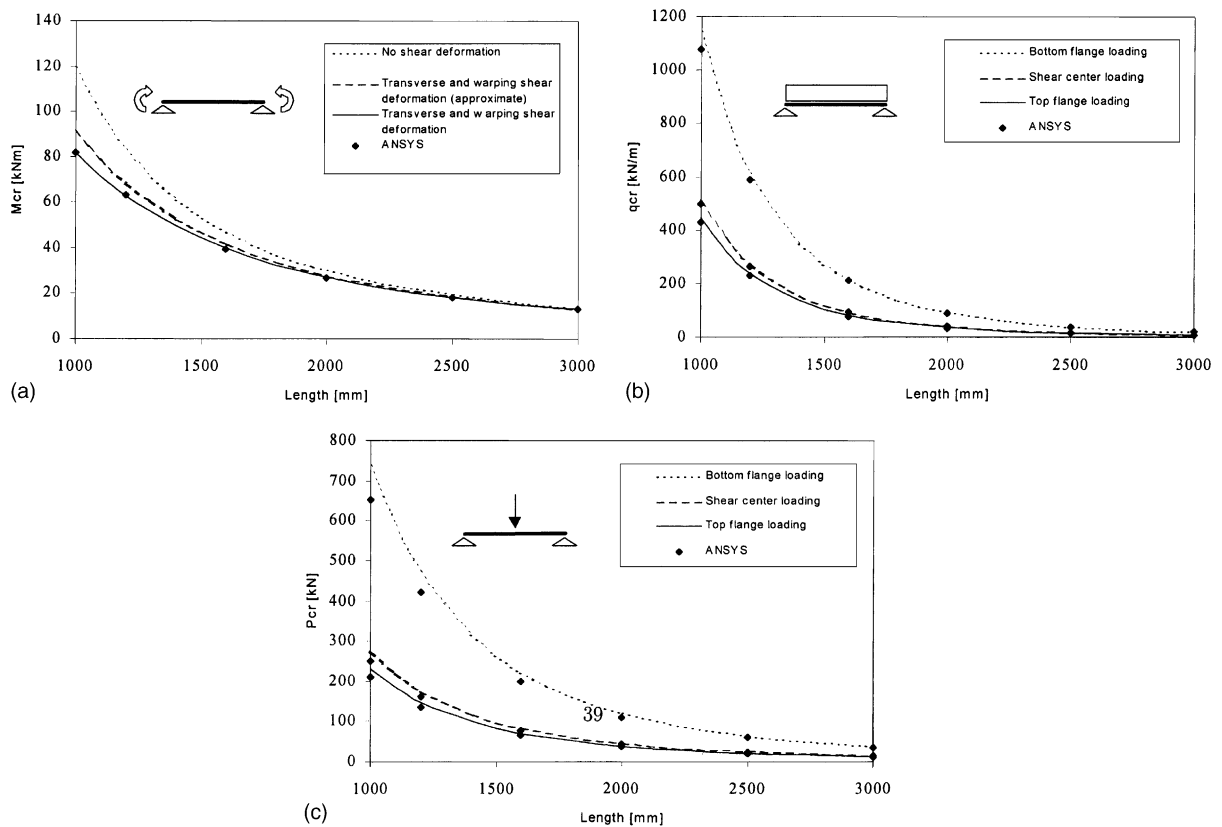 140
120
100
80
60
40
20
0
Mcr [kNm]
No shear deformation
Transverse and warping shear
deformation (approximate)
Transverse and warping shear
deformation
ANSYS
1000 1500 2000 2500 3000
Length [mm]
(a)
1200
1000
800
600
400
200
0
qcr [kN/m]
Bottom flange loading
Shear center loading
Top flange loading
ANSYS
1000 1500 2000 2500 3000
Length [mm]
(b)
800
700
600
500
400
300
200
100
0
Pcr [kN]
Bottom flange loading
Shear center loading
Top flange loading
ANSYS
39
1000 1500 2000 2500 3000
Length [mm]
(c)